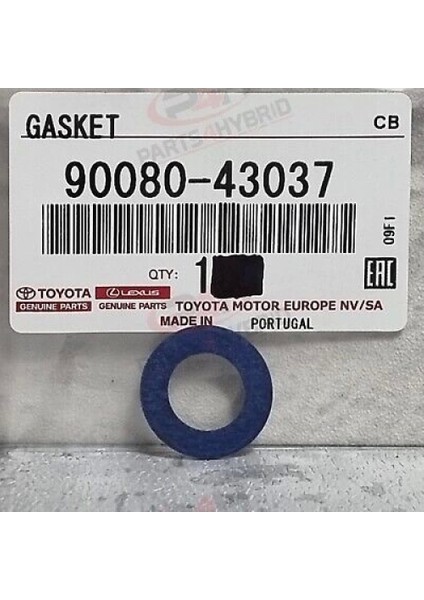 GASKET CB
90080-43037
09F1
QTY: 1
EAC
TOYOTA LEXUS TOYOTA MOTOR EUROPE NV/SA
GENUINE PARTS GENUINE PARTS
MADE IN PORTUGAL
PARTS4HYBRID